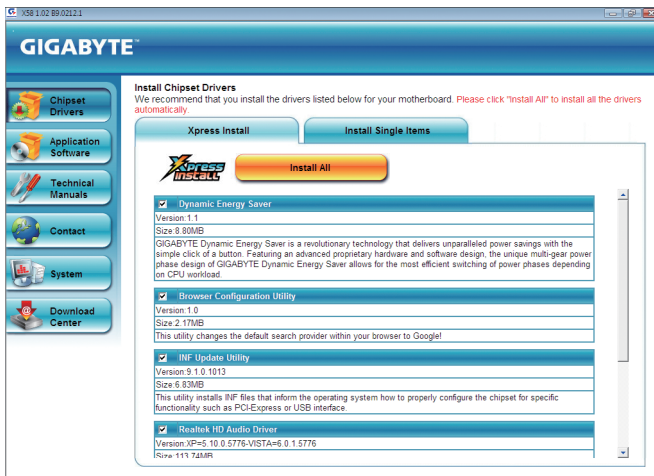 X58 1.02 B9.0212.1
GIGABYTE™
Chipset
Drivers
Application
Software
Technical
Manuals
Contact
System
Download
Center
Install Chipset Drivers
We recommend that you install the drivers listed below for your motherboard. Please click "Install All" to install all the drivers
automatically.
Xpress Install
Install Single Items
Xpress
Install
Install All
Dynamic Energy Saver
Version:1.1
Size:8.80MB
GIGABYTE Dynamic Energy Saver is a revolutionary technology that delivers unparalleled power savings with the
simple click of a button. Featuring an advanced proprietary hardware and software design, the unique multi-gear power
phase design of GIGABYTE Dynamic Energy Saver allows for the most efficient switching of power phases depending
on CPU workload.
Browser Configuration Utility
Version:1.0
Size:2.17MB
This utility changes the default search provider within your browser to Google!
INF Update Utility
Version:9.1.0.1013
Size:6.83MB
This utility installs INF files that inform the operating system how to properly configure the chipset for specific
functionality such as PCI-Express or USB interface.
Realtek HD Audio Driver
Version:XP=5.10.0.5776-VISTA=6.0.1.5776
Size:113.74MB